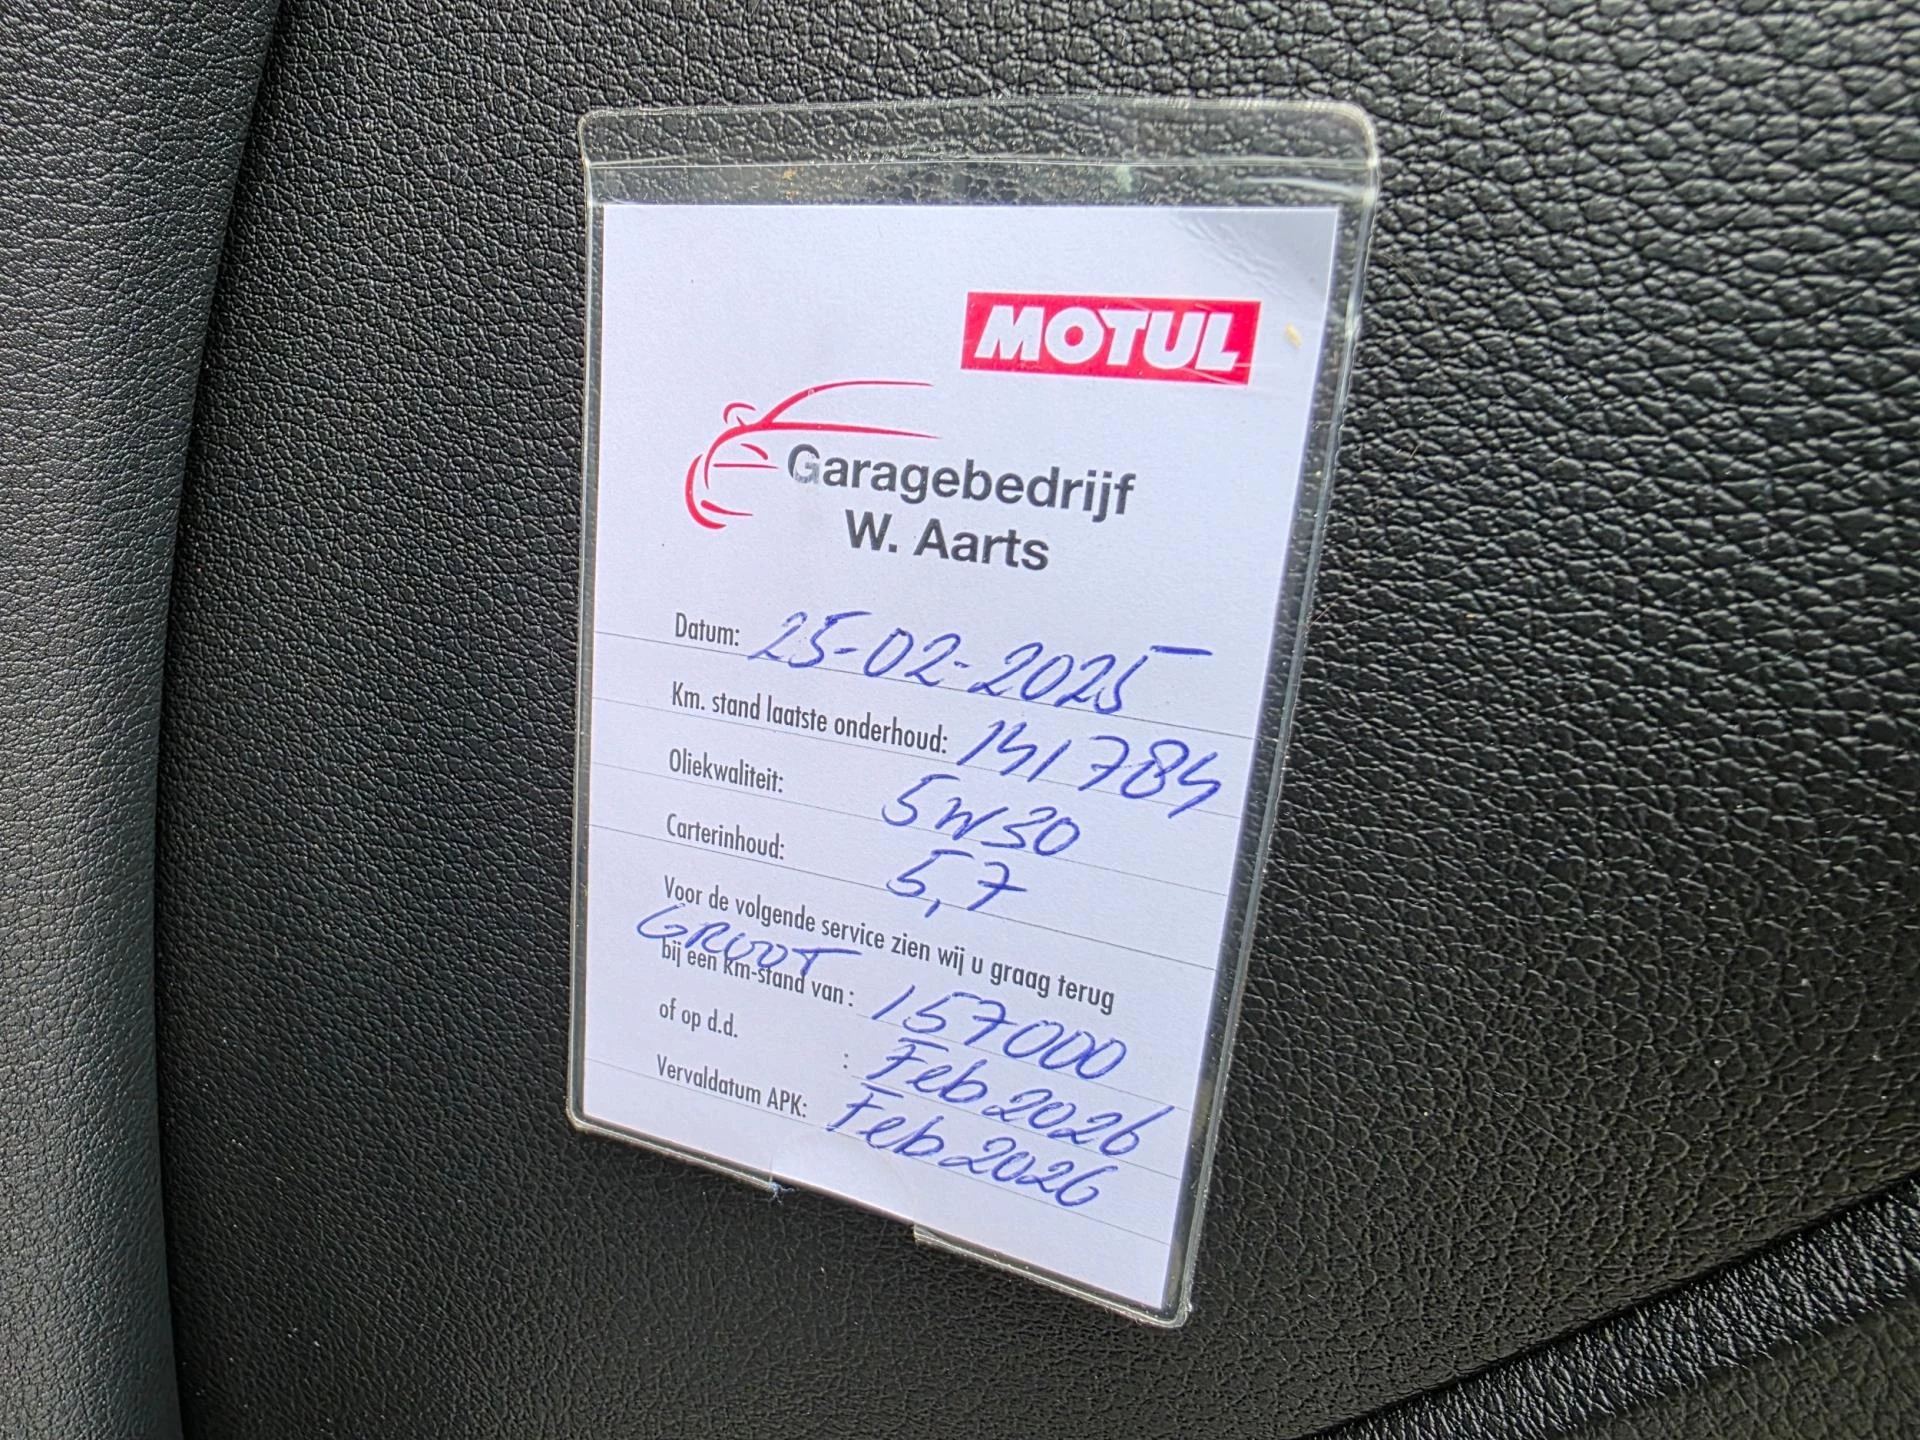 MOTUL
Garagebedrijf
W. Aarts
Datum: 25-02-2025
Km. stand laatste onderhoud: 141784
Oliekwaliteit: 5W30
Carterinhoud: 5,7
Voor de volgende service zien wij u graag terug
GROOT
bij een km-stand van: 157000
of op d.d. : Feb 2026
Vervaldatum APK: Feb 2026